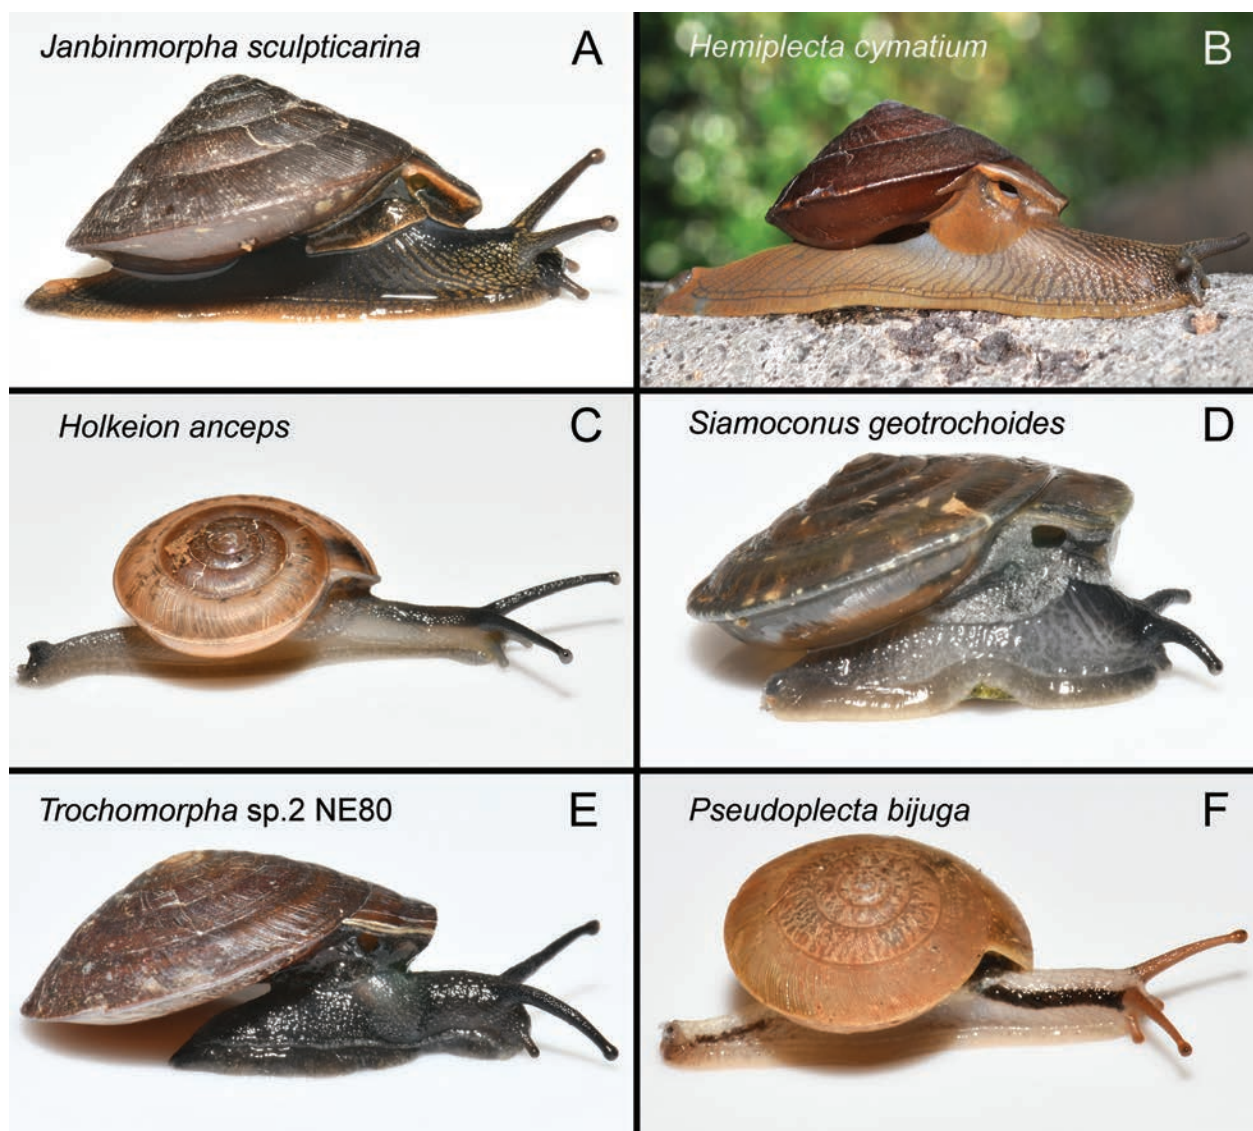 Janbinmorpha sculpticarina A
Hemiplecta cymatium B
Holkeion anceps C
Siamoconus geotrochoides D
Trochomorpha sp.2 NE80 E
Pseudoplecta bijuga F